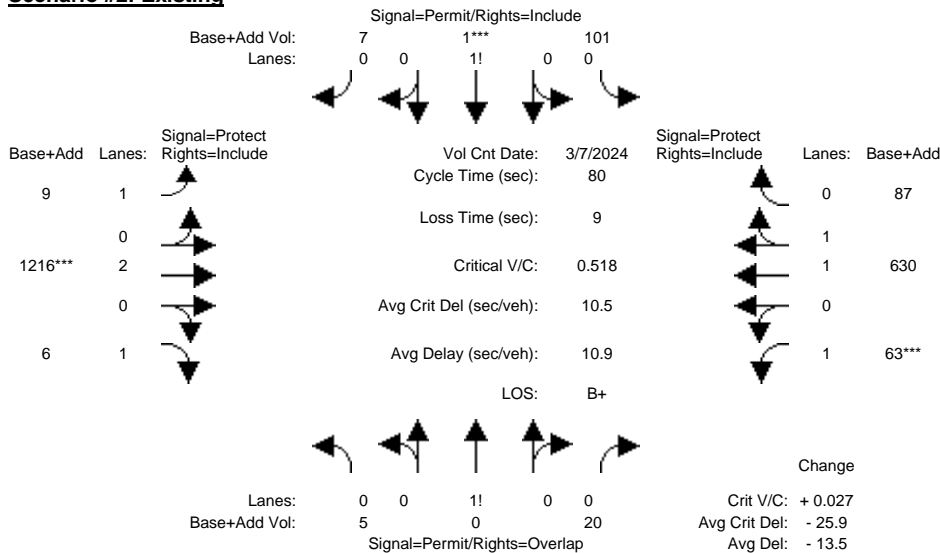 Scenario #2: Existing
Signal=Permit/Rights=Include
Base+Add Vol: 7 1*** 101
Lanes: 0 0 1! 0 0
Signal=Protect Signal=Protect
Base+Add Lanes: Rights=Include Vol Cnt Date: 3/7/2024 Rights=Include Lanes: Base+Add
Cycle Time (sec): 80
9 1 0 87
Loss Time (sec): 9
0 1
1216*** 2 Critical V/C: 0.518 1 630
0 Avg Crit Del (sec/veh): 10.5 0
6 1 Avg Delay (sec/veh): 10.9 1 63***
LOS: B+
Change
Lanes: 0 0 1! 0 0 Crit V/C: + 0.027
Base+Add Vol: 5 0 20 Avg Crit Del: - 25.9
Signal=Permit/Rights=Overlap Avg Del: - 13.5